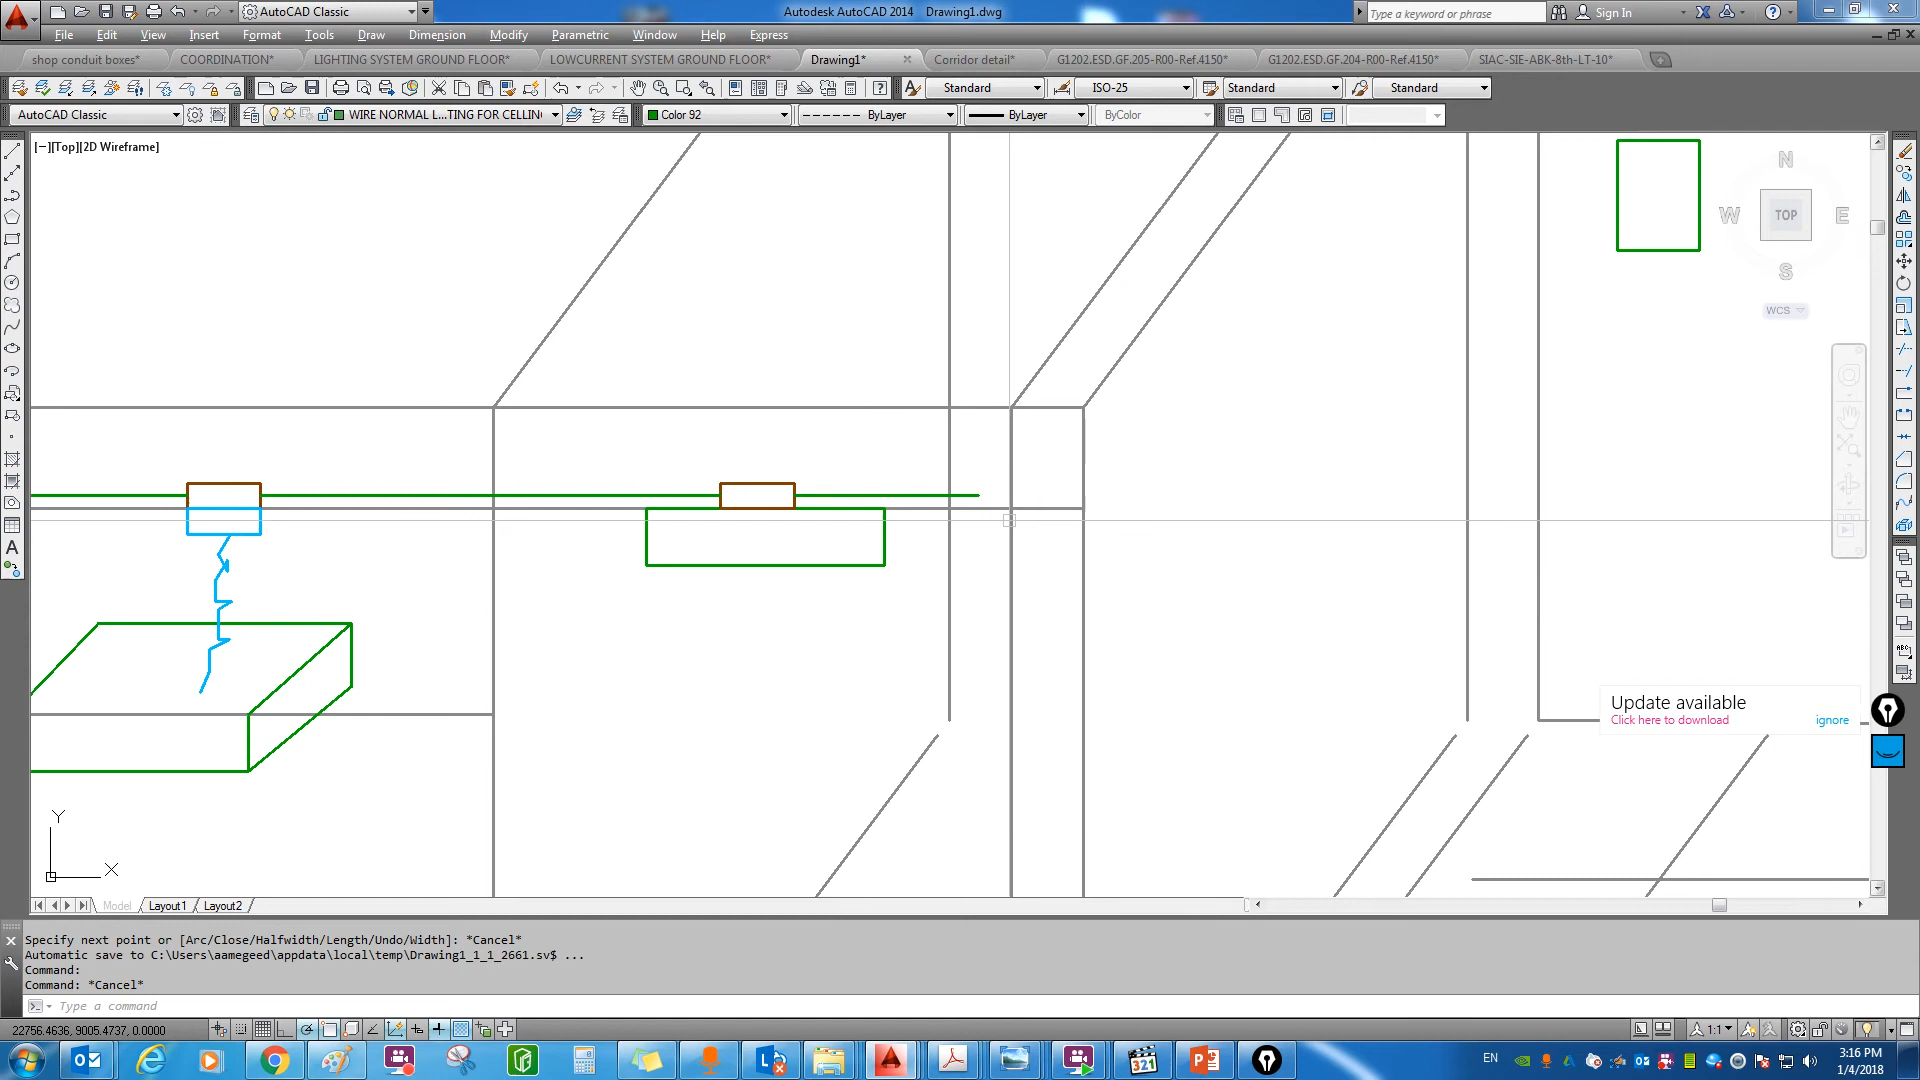 AutoCAD Classic
Autodesk AutoCAD 2014 Drawing1.dwg
Type a keyword or phrase
Sign In
File Edit View Insert Format Tools Draw Dimension Modify Parametric Window Help Express
shop conduit boxes* COORDINATION* LIGHTING SYSTEM GROUND FLOOR* LOWCURRENT SYSTEM GROUND FLOOR* Drawing1* Corridor detail* G1202.ESD.GF.205-R00-Ref.4150* G1202.ESD.GF.204-R00-Ref.4150* SIAC-SIE-ABK-8th-LT-10*
Standard ISO-25 Standard Standard
AutoCAD Classic WIRE NORMAL L...TING FOR CELLING Color 92 ByLayer ByLayer ByColor
[−][Top][2D Wireframe]
N
W TOP E
S
WCS
ABC
A
Update available
Click here to download ignore
Y
X
Model Layout1 Layout2
Specify next point or [Arc/Close/Halfwidth/Length/Undo/Width]: *Cancel*
Automatic save to C:\Users\aamegeed\appdata\local\temp\Drawing1_1_1_2661.sv$ ...
Command:
Command: *Cancel*
Type a command
22756.4636, 9005.4737, 0.0000
1:1
EN
3:16 PM
1/4/2018